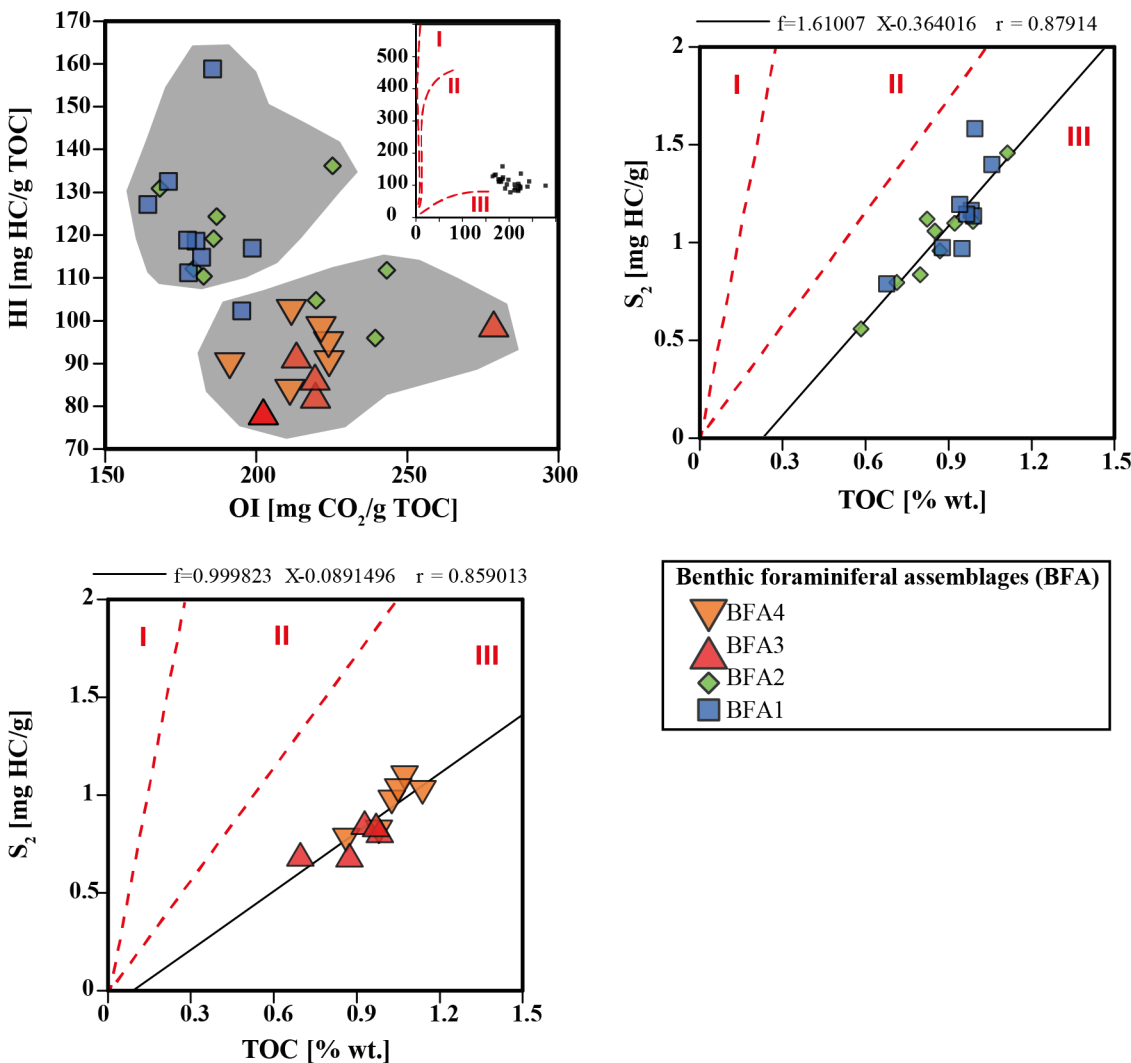 170
160
150
140
130
120
110
100
90
80
70
HI [mg HC/g TOC]
150
200
250
300
OI [mg CO₂/g TOC]
500
400
300
200
100
0
0
100
200
I
II
III
f=1.61007 X-0.364016 r = 0.87914
2
1.5
1
0.5
0
S₂ [mg HC/g]
I
II
III
0
0.3
0.6
0.9
1.2
1.5
TOC [% wt.]
f=0.999823 X-0.0891496 r = 0.859013
2
1.5
1
0.5
0
S₂ [mg HC/g]
I
II
III
0
0.3
0.6
0.9
1.2
1.5
TOC [% wt.]
Benthic foraminiferal assemblages (BFA)
BFA4
BFA3
BFA2
BFA1